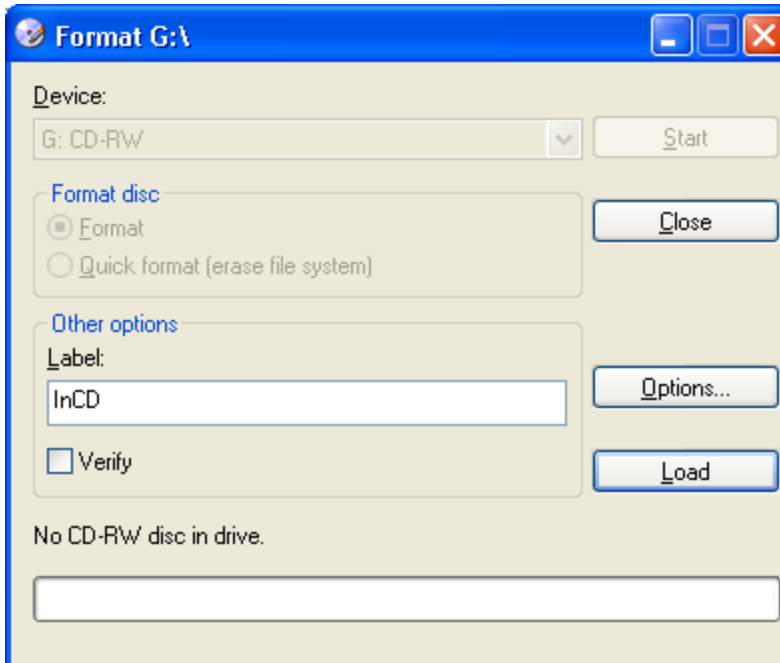 Format G:\
Device:
G: CD-RW
Start
Format disc
Format
Close
Quick format (erase file system)
Other options
Label:
InCD
Options...
Verify
Load
No CD-RW disc in drive.